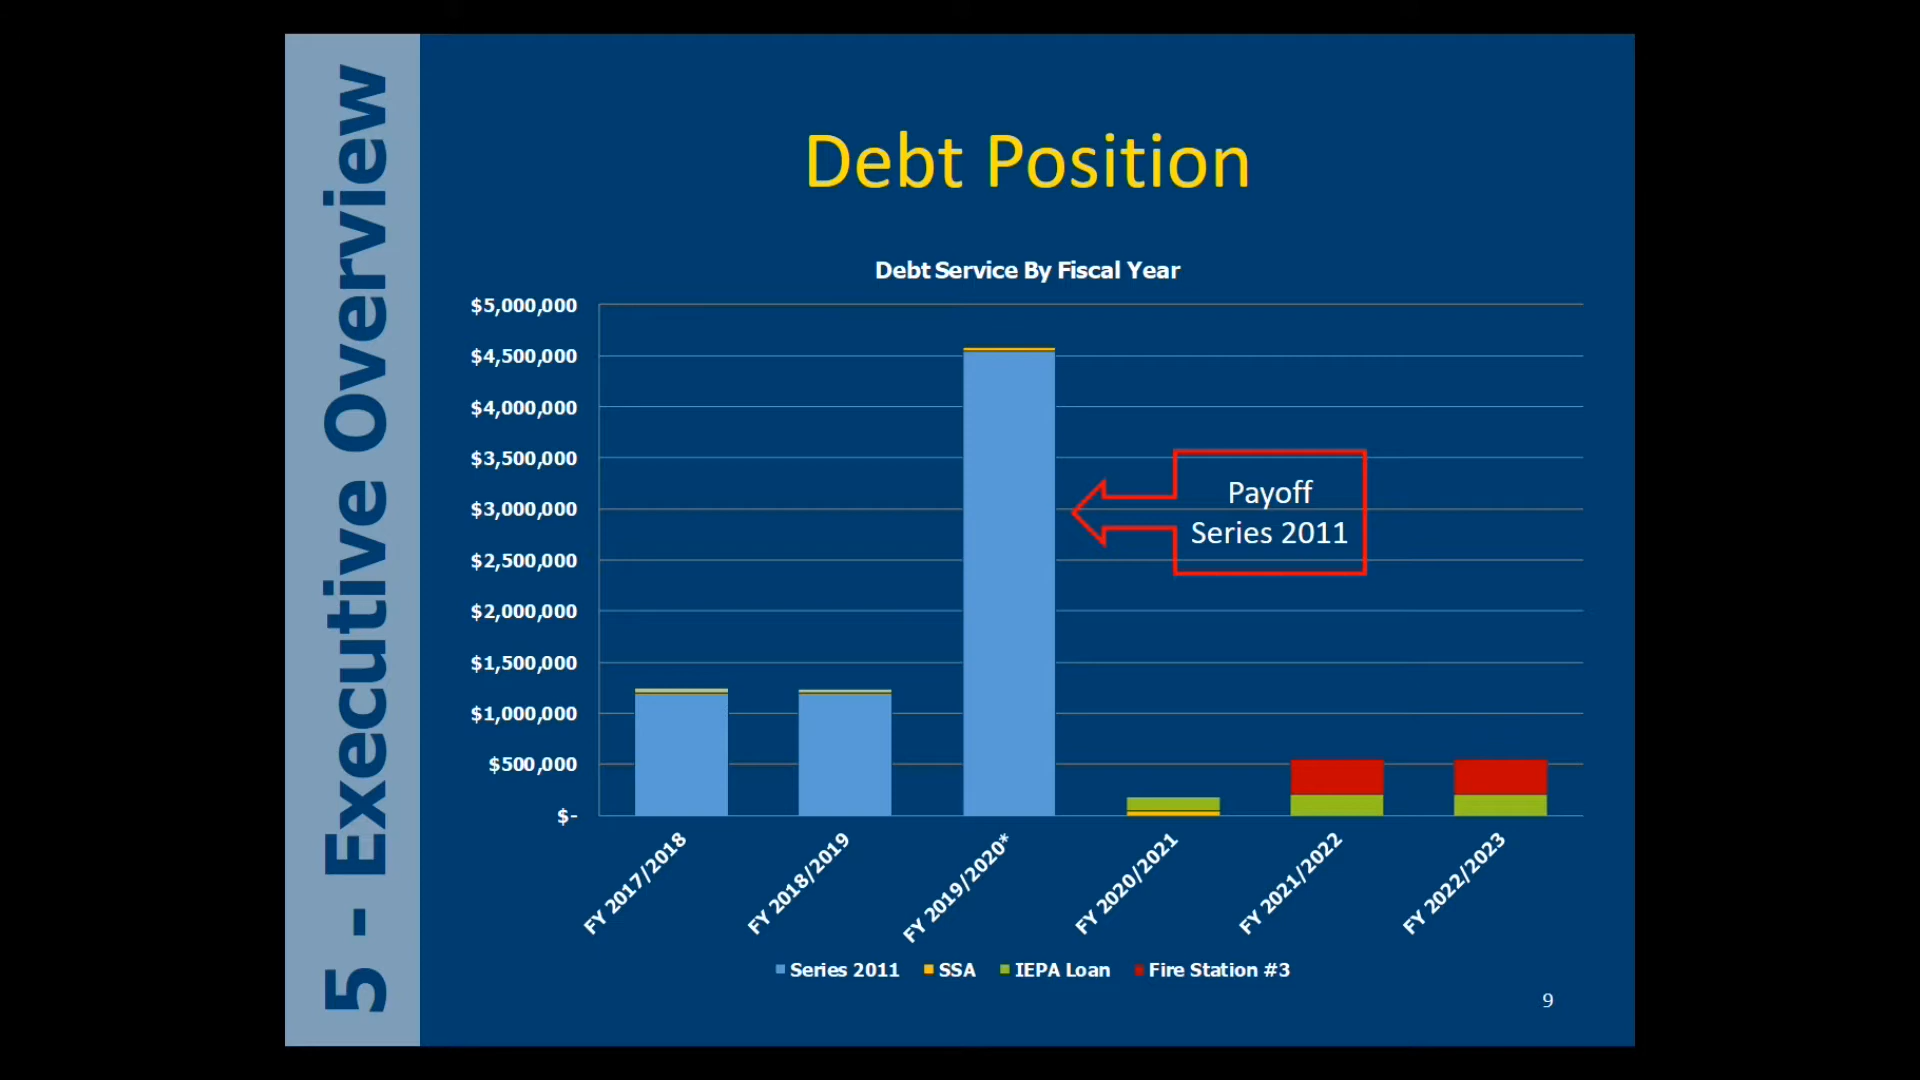 5 - Executive Overview
Debt Position
Debt Service By Fiscal Year
$5,000,000
$4,500,000
$4,000,000
$3,500,000
$3,000,000
$2,500,000
$2,000,000
$1,500,000
$1,000,000
$500,000
$-
Payoff
Series 2011
FY 2017/2018
FY 2018/2019
FY 2019/2020*
FY 2020/2021
FY 2021/2022
FY 2022/2023
Series 2011 SSA IEPA Loan Fire Station #3
9